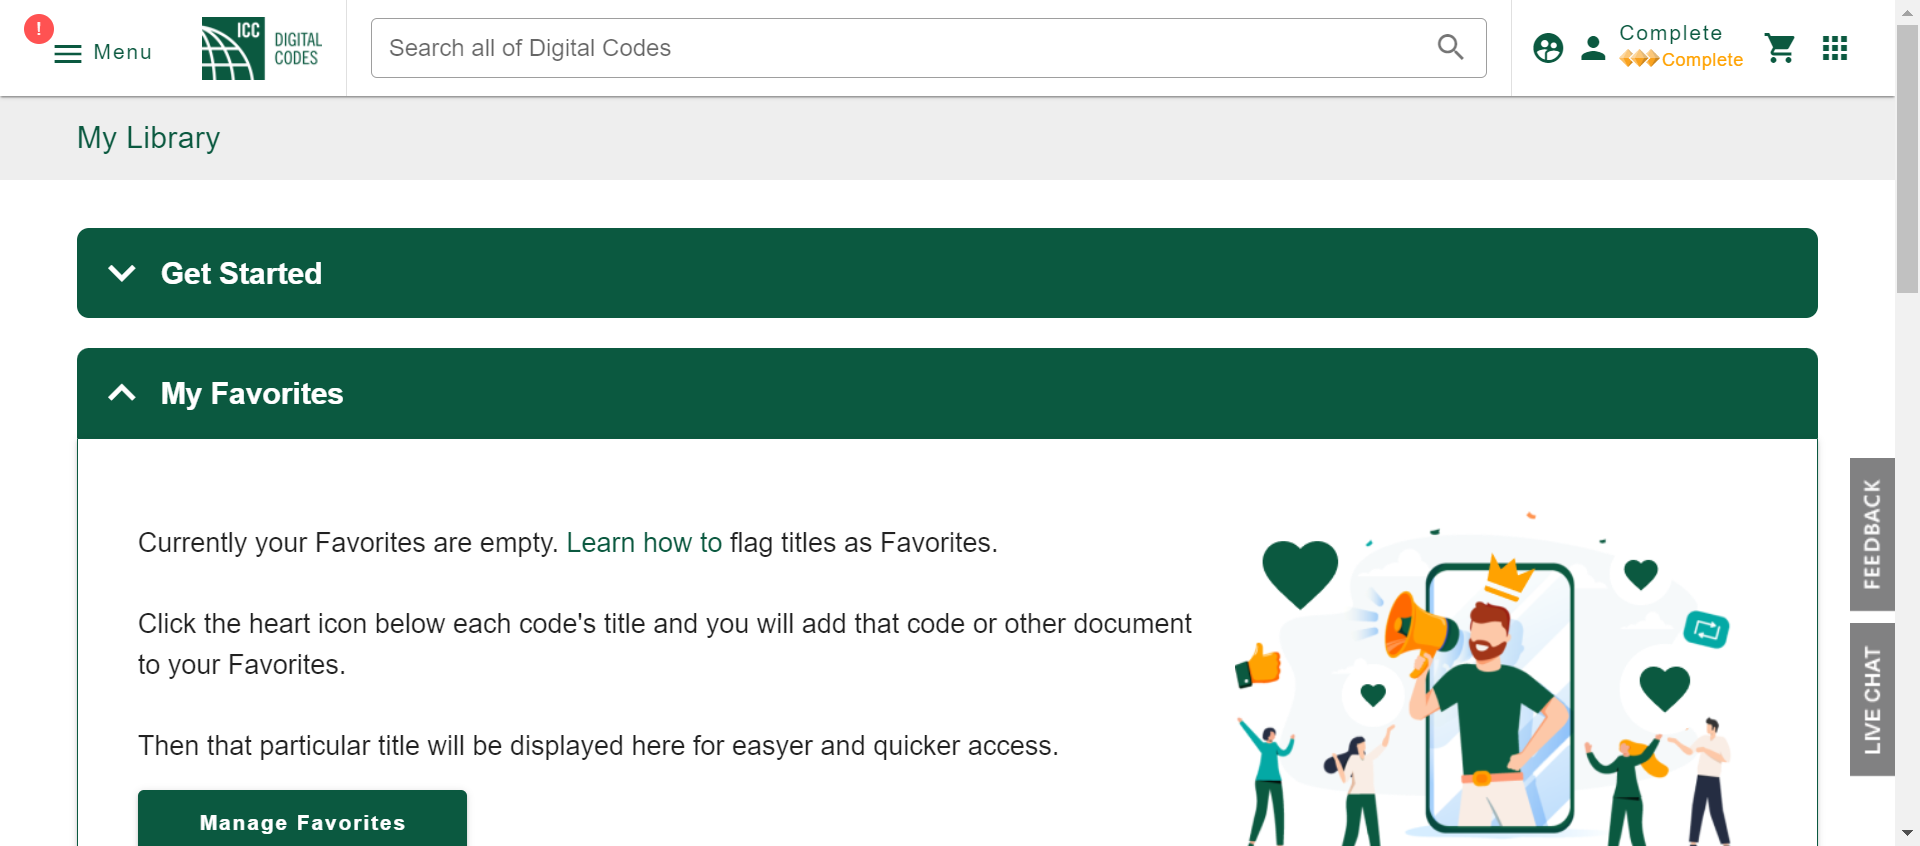 !
Menu
ICC
DIGITAL
CODES
Search all of Digital Codes
Complete
Complete
My Library
Get Started
My Favorites
Currently your Favorites are empty. Learn how to flag titles as Favorites.
Click the heart icon below each code's title and you will add that code or other document
to your Favorites.
Then that particular title will be displayed here for easyer and quicker access.
Manage Favorites
FEEDBACK
LIVE CHAT